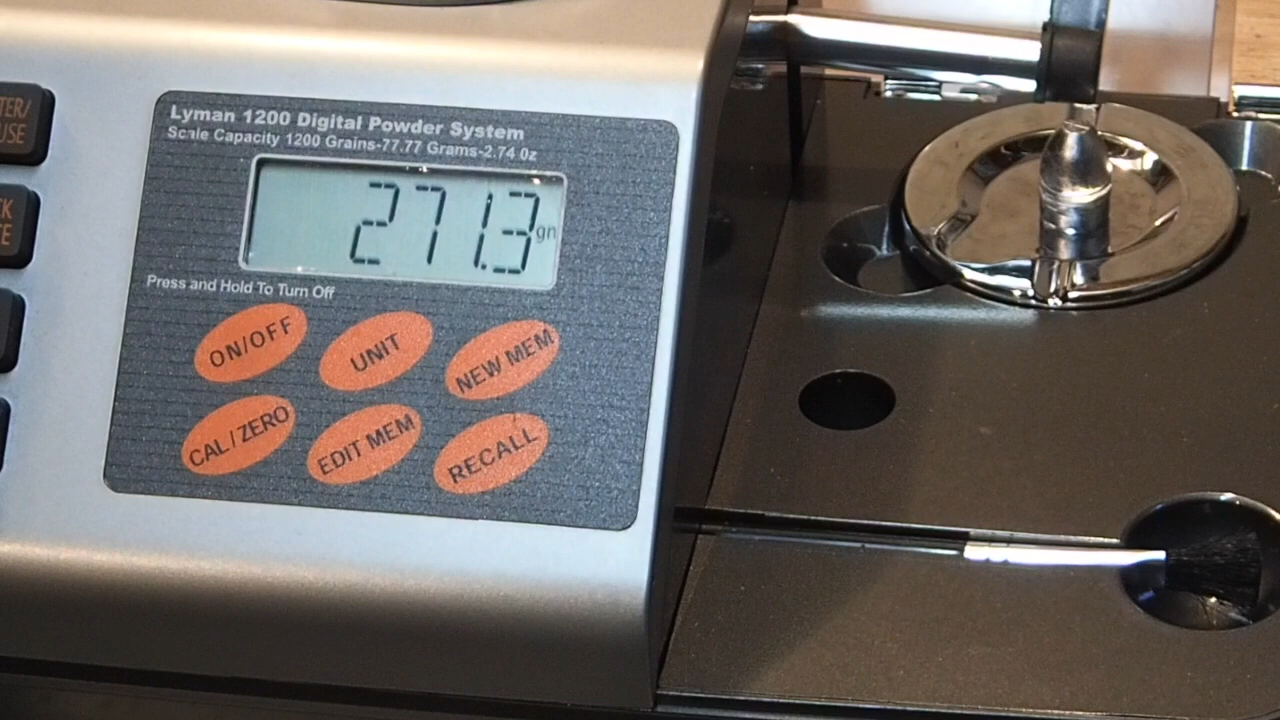 Lyman 1200 Digital Powder System
Scale Capacity 1200 Grains-77.77 Grams-2.74 0z
271.3 gn
Press and Hold To Turn Off
ON/OFF UNIT NEW MEM
CAL/ZERO EDIT MEM RECALL